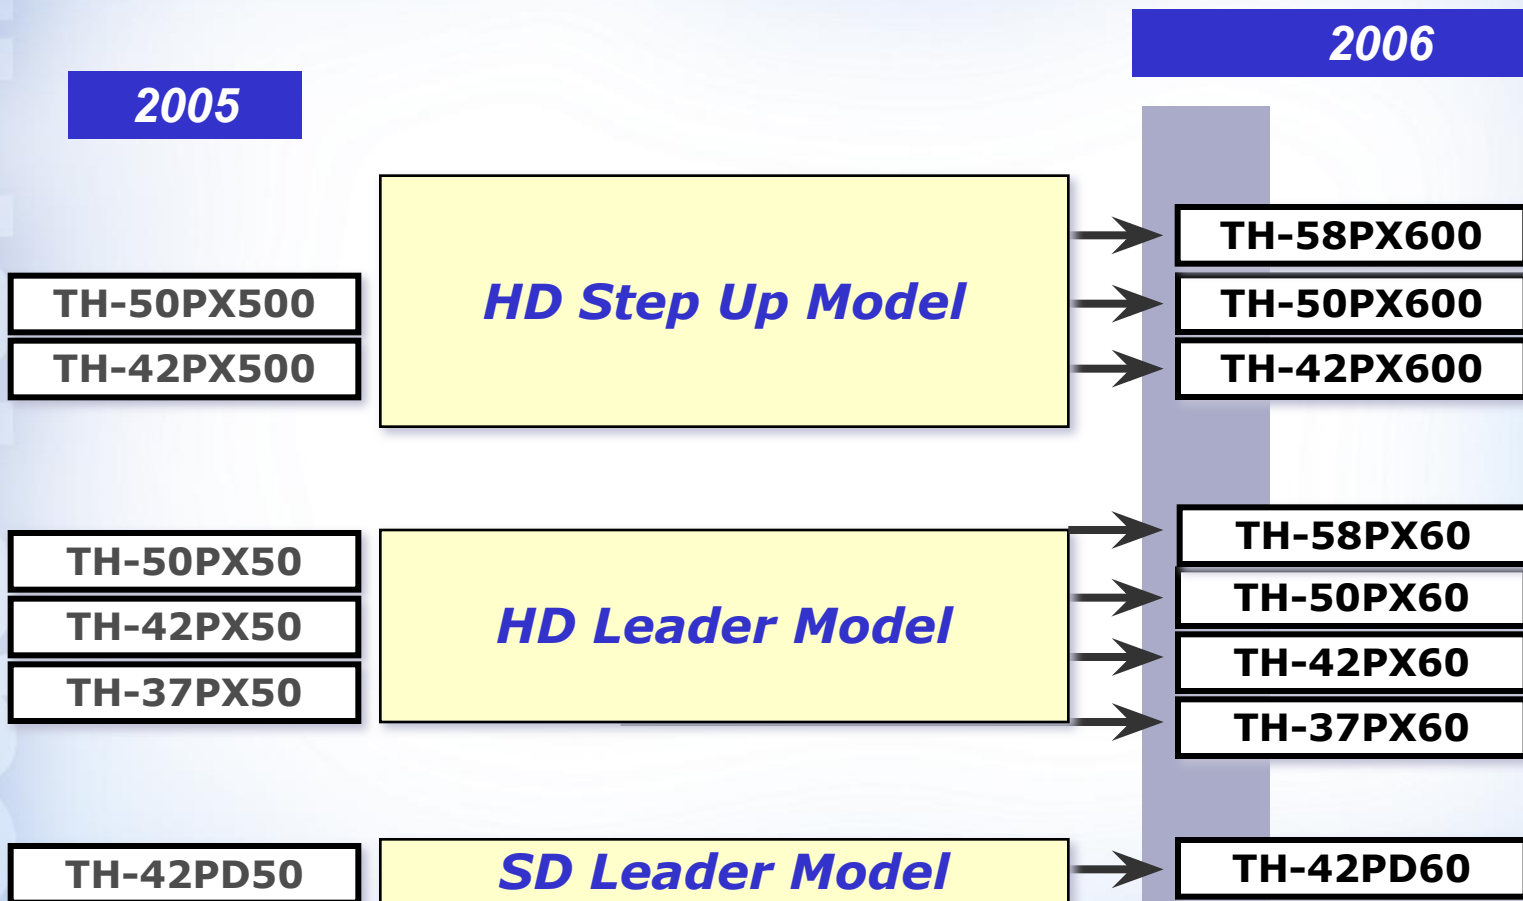 2006
2005
TH-58PX600
TH-50PX500
HD Step Up Model
TH-50PX600
TH-42PX500
TH-42PX600
TH-58PX60
TH-50PX50
TH-50PX60
TH-42PX50
HD Leader Model
TH-42PX60
TH-37PX50
TH-37PX60
TH-42PD50
SD Leader Model
TH-42PD60